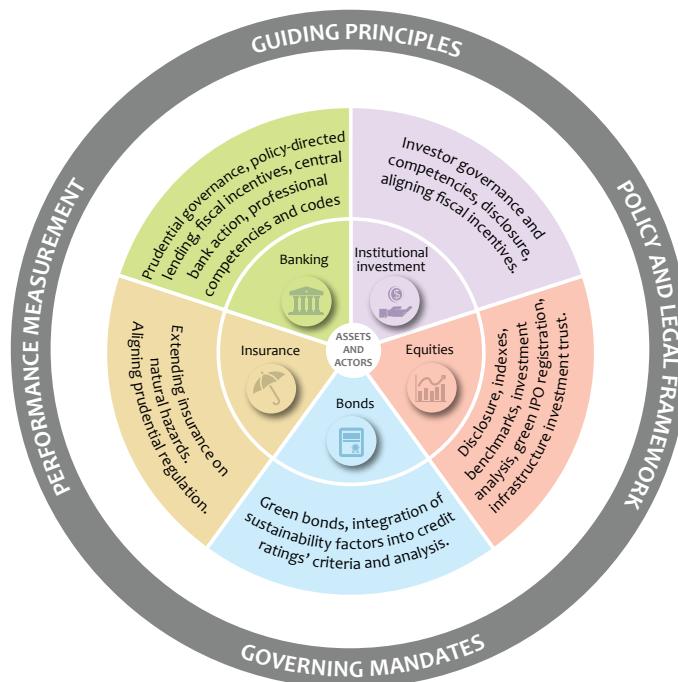 GUIDING PRINCIPLES
POLICY AND LEGAL FRAMEWORK
GOVERNING MANDATES
PERFORMANCE MEASUREMENT
Prudential governance, policy-directed
lending, fiscal incentives, central
bank action, professional
competencies and codes
Banking
Investor governance and
competencies, disclosure,
aligning fiscal incentives.
Institutional
investment
Disclosure, indexes,
benchmarks, investment
analysis, green IPO registration,
infrastructure investment trust.
Equities
Green bonds, integration of
sustainability factors into credit
ratings’ criteria and analysis.
Bonds
Extending insurance on
natural hazards.
Aligning prudential regulation.
Insurance
ASSETS
AND
ACTORS
$